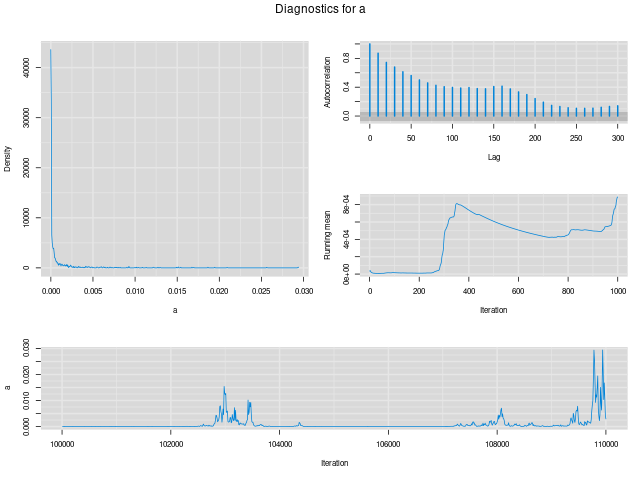 Diagnostics for a
Density
0 10000 20000 30000 40000
0.000 0.005 0.010 0.015 0.020 0.025 0.030
a
Autocorrelation
0.0 0.4 0.8
0 50 100 150 200 250 300
Lag
Running mean
0e+00 4e-04 8e-04
0 200 400 600 800 1000
Iteration
a
0.000 0.010 0.020 0.030
100000 102000 104000 106000 108000 110000
Iteration